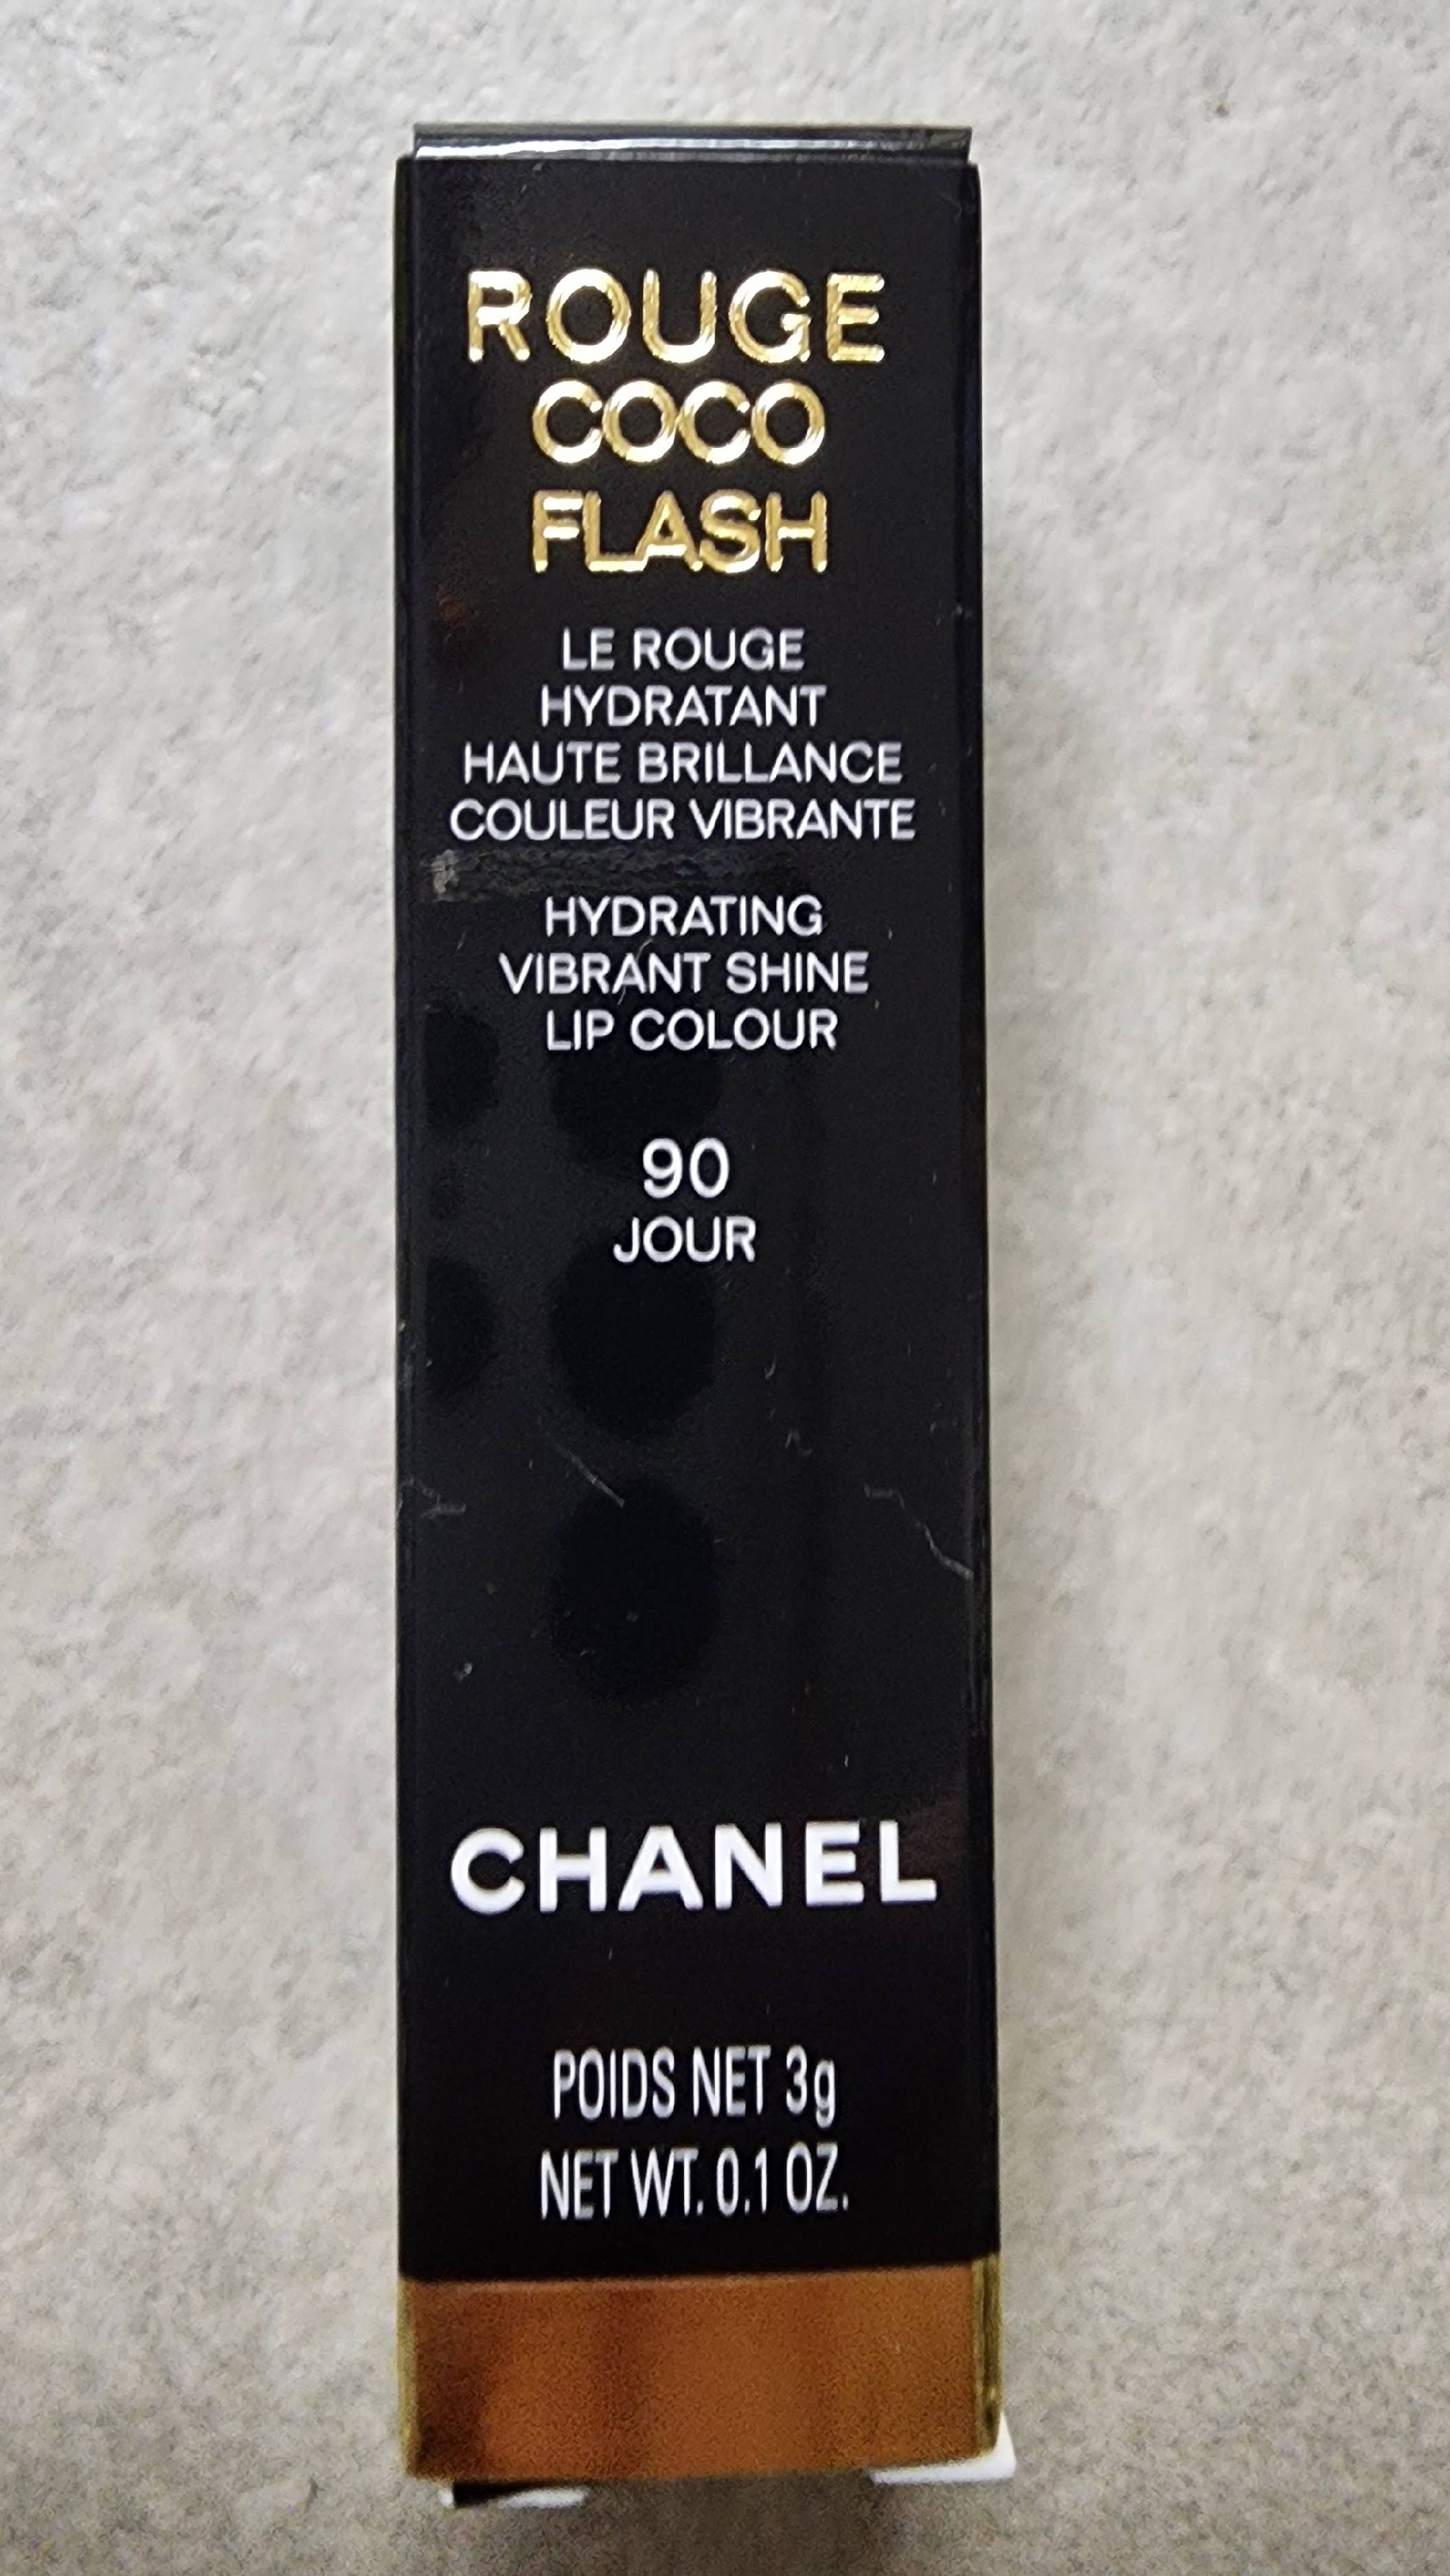 ROUGE
COCO
FLASH
LE ROUGE
HYDRATANT
HAUTE BRILLANCE
COULEUR VIBRANTE
HYDRATING
VIBRANT SHINE
LIP COLOUR
90
JOUR
CHANEL
POIDS NET 3g
NET WT. 0.1 OZ.